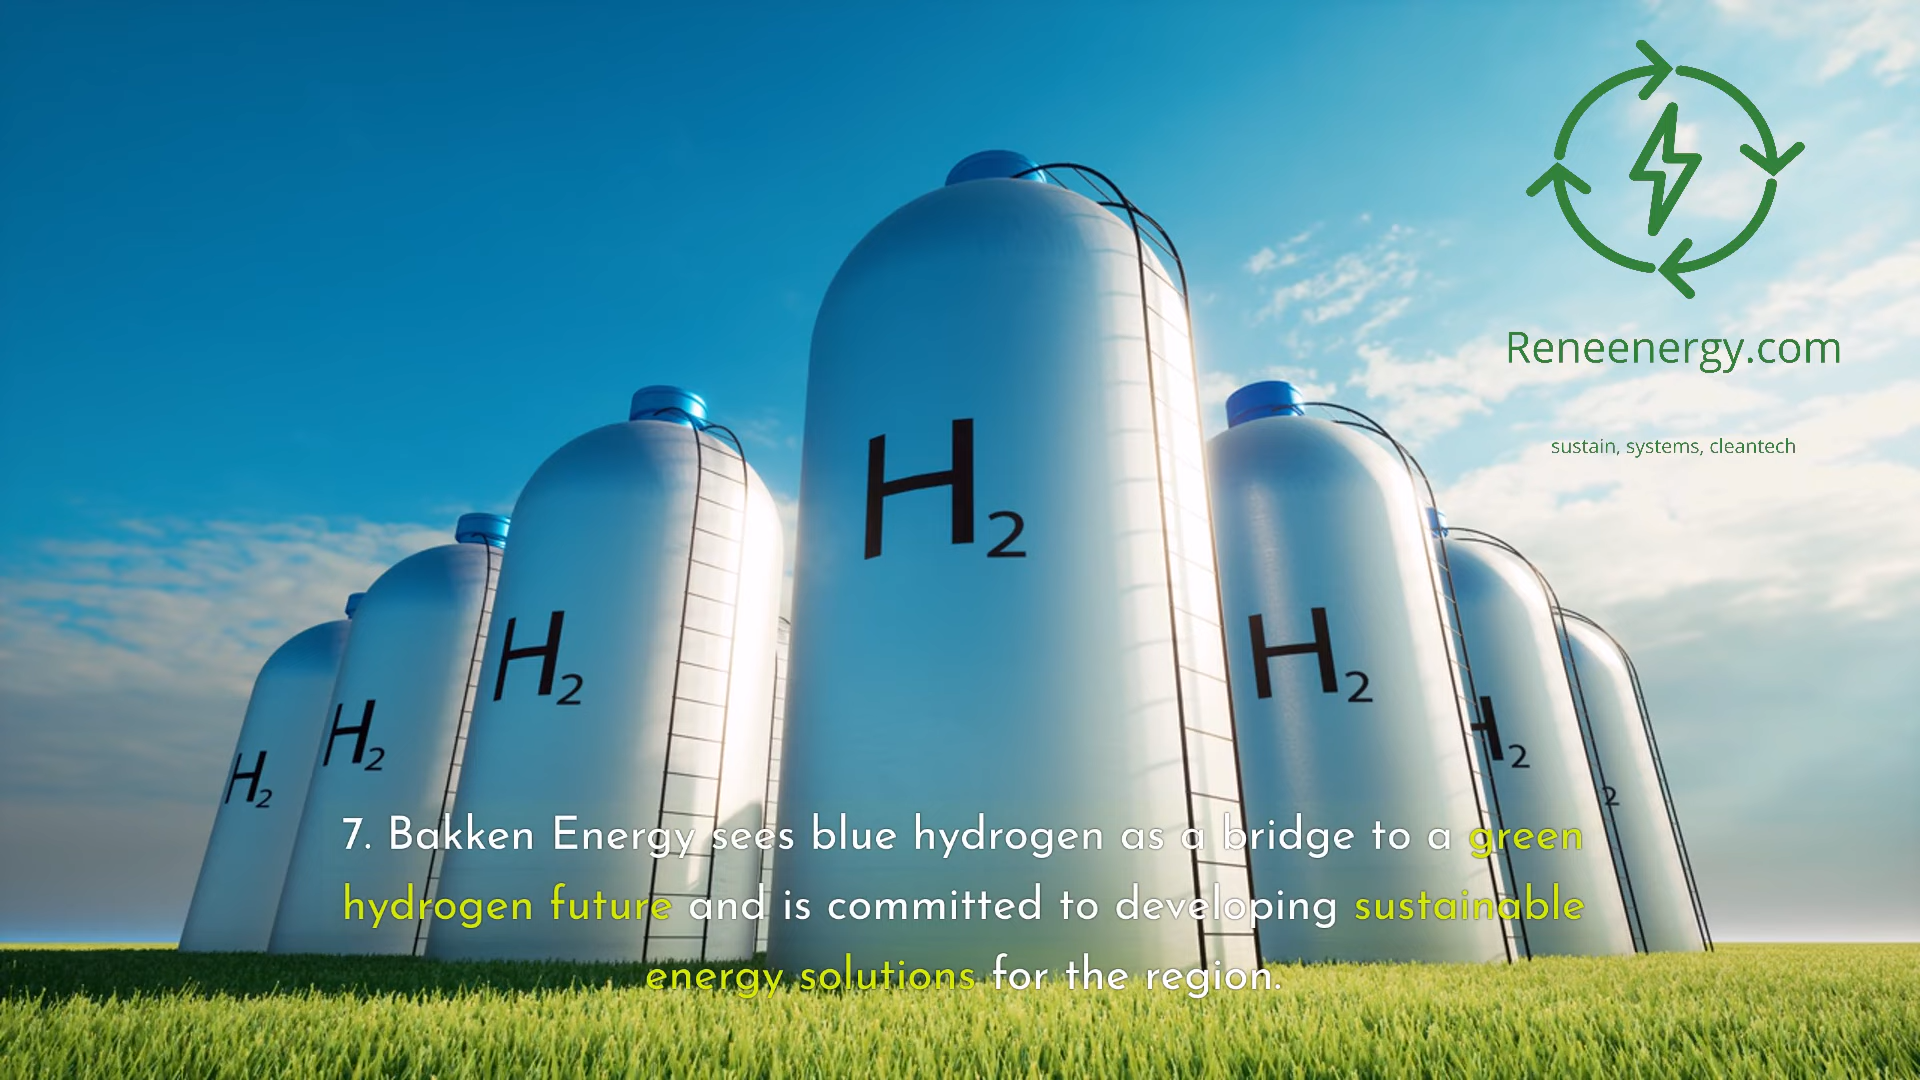 Reneenergy.com
sustain, systems, cleantech
H2
H2
H2
H2
H2
H2
2
7. Bakken Energy sees blue hydrogen as a bridge to a green
hydrogen future and is committed to developing sustainable
energy solutions for the region.